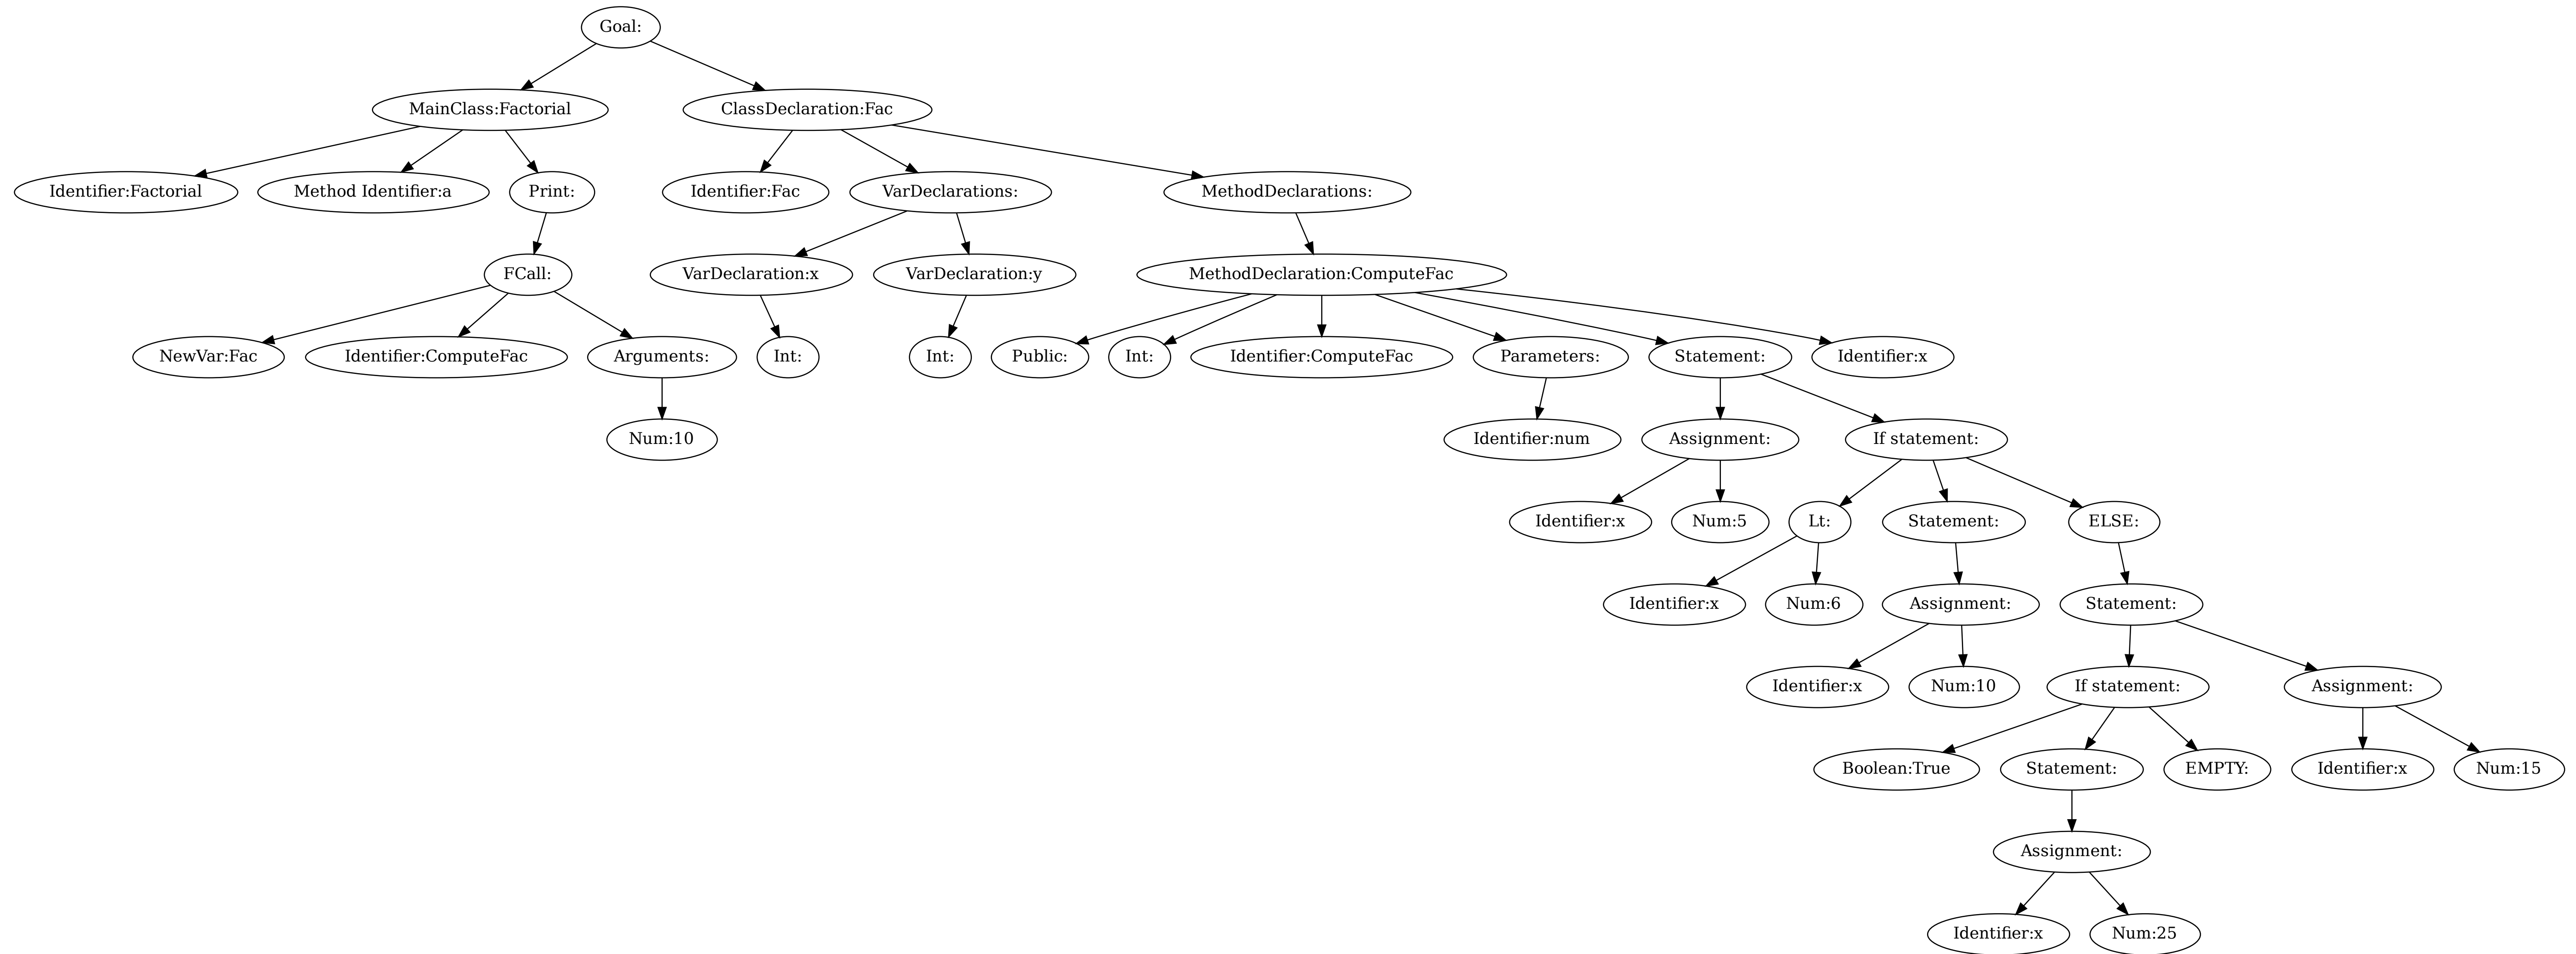 Goal:
MainClass:Factorial
ClassDeclaration:Fac
Identifier:Factorial
Method Identifier:a
Print:
Identifier:Fac
VarDeclarations:
MethodDeclarations:
FCall:
VarDeclaration:x
VarDeclaration:y
MethodDeclaration:ComputeFac
NewVar:Fac
Identifier:ComputeFac
Arguments:
Int:
Int:
Public:
Int:
Identifier:ComputeFac
Parameters:
Statement:
Identifier:x
Num:10
Identifier:num
Assignment:
If statement:
Identifier:x
Num:5
Lt:
Statement:
ELSE:
Identifier:x
Num:6
Assignment:
Statement:
Identifier:x
Num:10
If statement:
Assignment:
Boolean:True
Statement:
EMPTY:
Identifier:x
Num:15
Assignment:
Identifier:x
Num:25